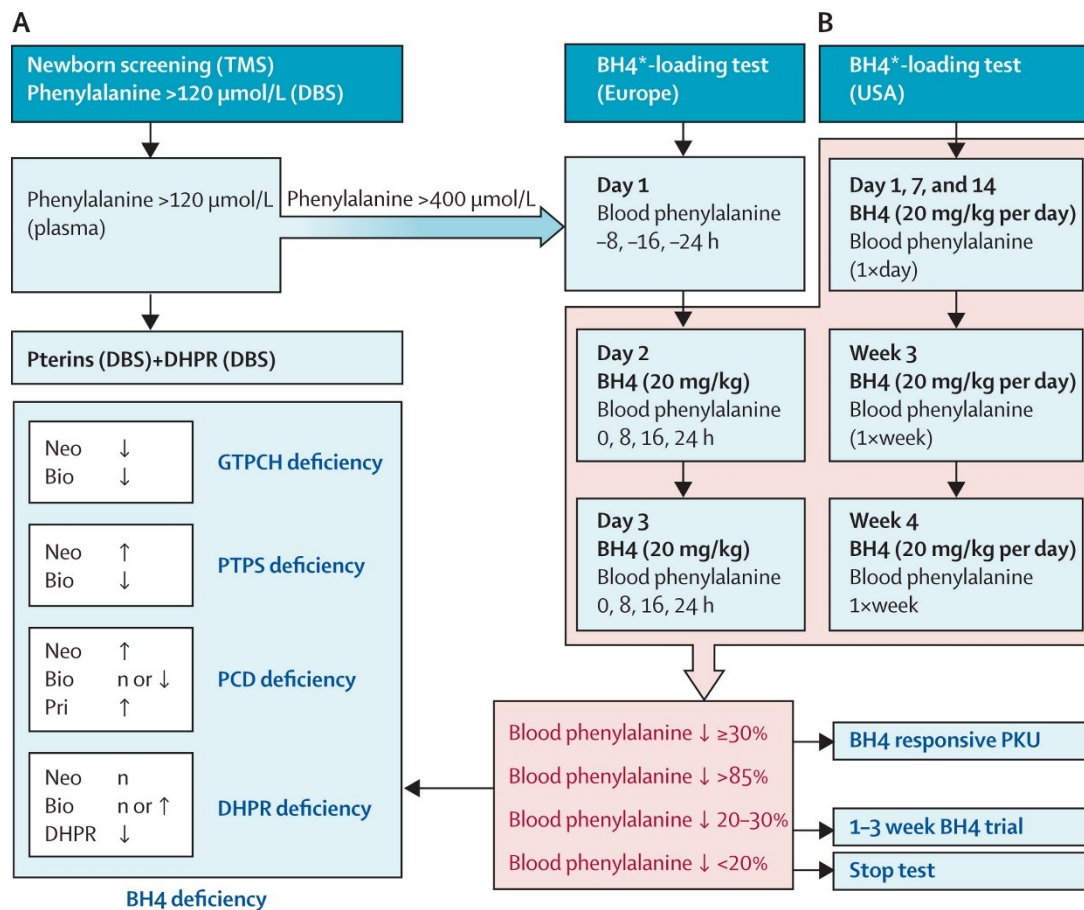 A
Newborn screening (TMS)
Phenylalanine >120 µmol/L (DBS)
Phenylalanine >120 µmol/L
(plasma)
Phenylalanine >400 µmol/L
Pterins (DBS)+DHPR (DBS)
Neo ↓
Bio ↓
GTPCH deficiency
Neo ↑
Bio ↓
PTPS deficiency
Neo ↑
Bio n or ↓
Pri ↑
PCD deficiency
Neo n
Bio n or ↑
DHPR ↓
DHPR deficiency
BH4 deficiency
BH4*-loading test
(Europe)
Day 1
Blood phenylalanine
–8, –16, –24 h
Day 2
BH4 (20 mg/kg)
Blood phenylalanine
0, 8, 16, 24 h
Day 3
BH4 (20 mg/kg)
Blood phenylalanine
0, 8, 16, 24 h
B
BH4*-loading test
(USA)
Day 1, 7, and 14
BH4 (20 mg/kg per day)
Blood phenylalanine
(1×day)
Week 3
BH4 (20 mg/kg per day)
Blood phenylalanine
(1×week)
Week 4
BH4 (20 mg/kg per day)
Blood phenylalanine
1×week
Blood phenylalanine ↓ ≥30%
Blood phenylalanine ↓ >85%
Blood phenylalanine ↓ 20–30%
Blood phenylalanine ↓ <20%
BH4 responsive PKU
1–3 week BH4 trial
Stop test